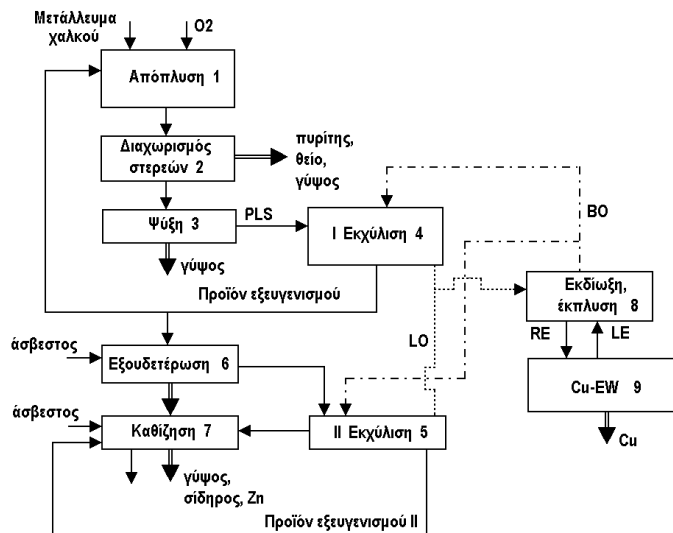 Μετάλλευμα
χαλκού
O2
Απόπλυση 1
Διαχωρισμός
στερεών 2
πυρίτης,
θείο,
γύψος
Ψύξη 3
PLS
Ι Εκχύλιση 4
BO
γύψος
Προϊόν εξευγενισμού
Εκδίωξη,
έκπλυση 8
LO
RE
LE
άσβεστος
Εξουδετέρωση 6
Cu-EW 9
άσβεστος
Καθίζηση 7
ΙΙ Εκχύλιση 5
Cu
γύψος,
σίδηρος, Zn
Προϊόν εξευγενισμού ΙΙ